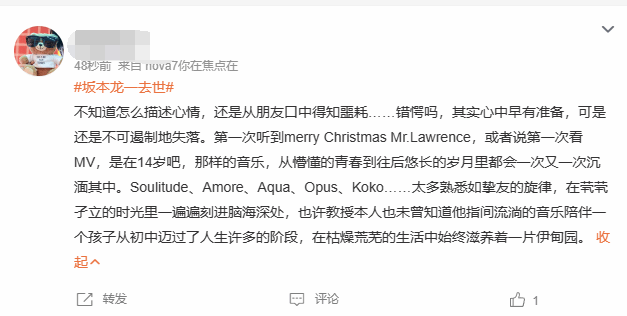 48秒前 来自 nova7你在焦点在
#坂本龙一去世#
不知道怎么描述心情，还是从朋友口中得知噩耗……错愕吗，其实心中早有准备，可是
还是不可遏制地失落。第一次听到merry Christmas Mr.Lawrence，或者说第一次看
MV，是在14岁吧，那样的音乐，从懵懂的青春到往后悠长的岁月里都会一次又一次沉
湎其中。Soulitude、Amore、Aqua、Opus、Koko……太多熟悉如挚友的旋律，在茕茕
孑立的时光里一遍遍刻进脑海深处，也许教授本人也未曾知道他指间流淌的音乐陪伴一
个孩子从初中迈过了人生许多的阶段，在枯燥荒芜的生活中始终滋养着一片伊甸园。 收
起
转发 评论 1